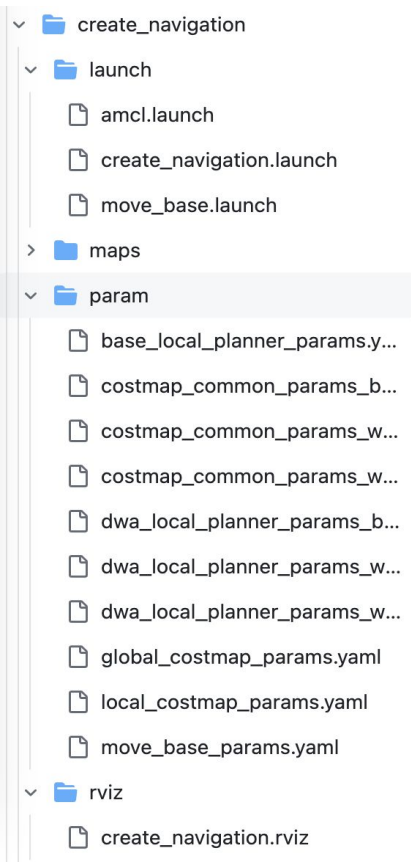 create_navigation
launch
amcl.launch
create_navigation.launch
move_base.launch
maps
param
base_local_planner_params.y...
costmap_common_params_b...
costmap_common_params_w...
costmap_common_params_w...
dwa_local_planner_params_b...
dwa_local_planner_params_w...
dwa_local_planner_params_w...
global_costmap_params.yaml
local_costmap_params.yaml
move_base_params.yaml
rviz
create_navigation.rviz